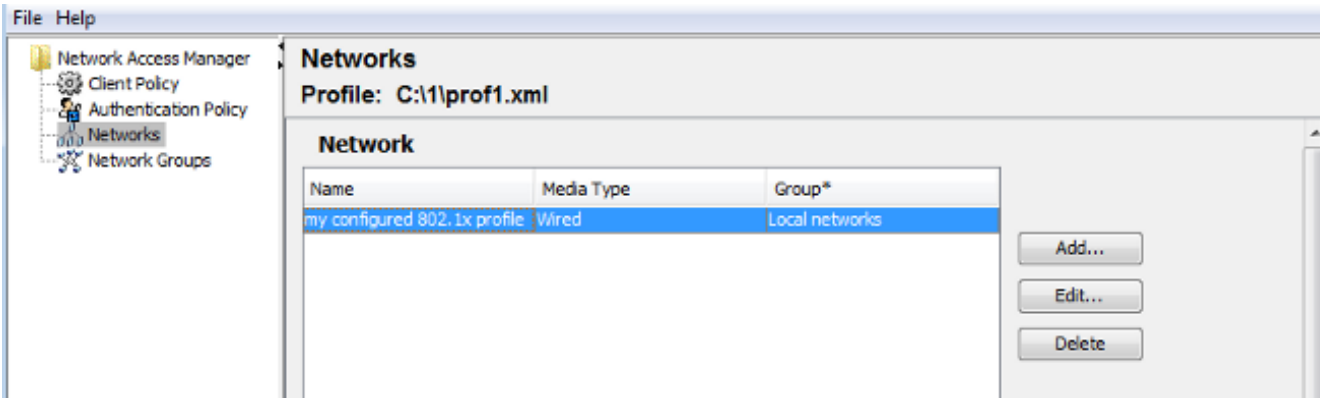 File Help
Network Access Manager
Client Policy
Authentication Policy
Networks
Network Groups
Networks
Profile: C:\1\prof1.xml
Network
Name Media Type Group*
my configured 802.1x profile Wired Local networks
Add...
Edit...
Delete